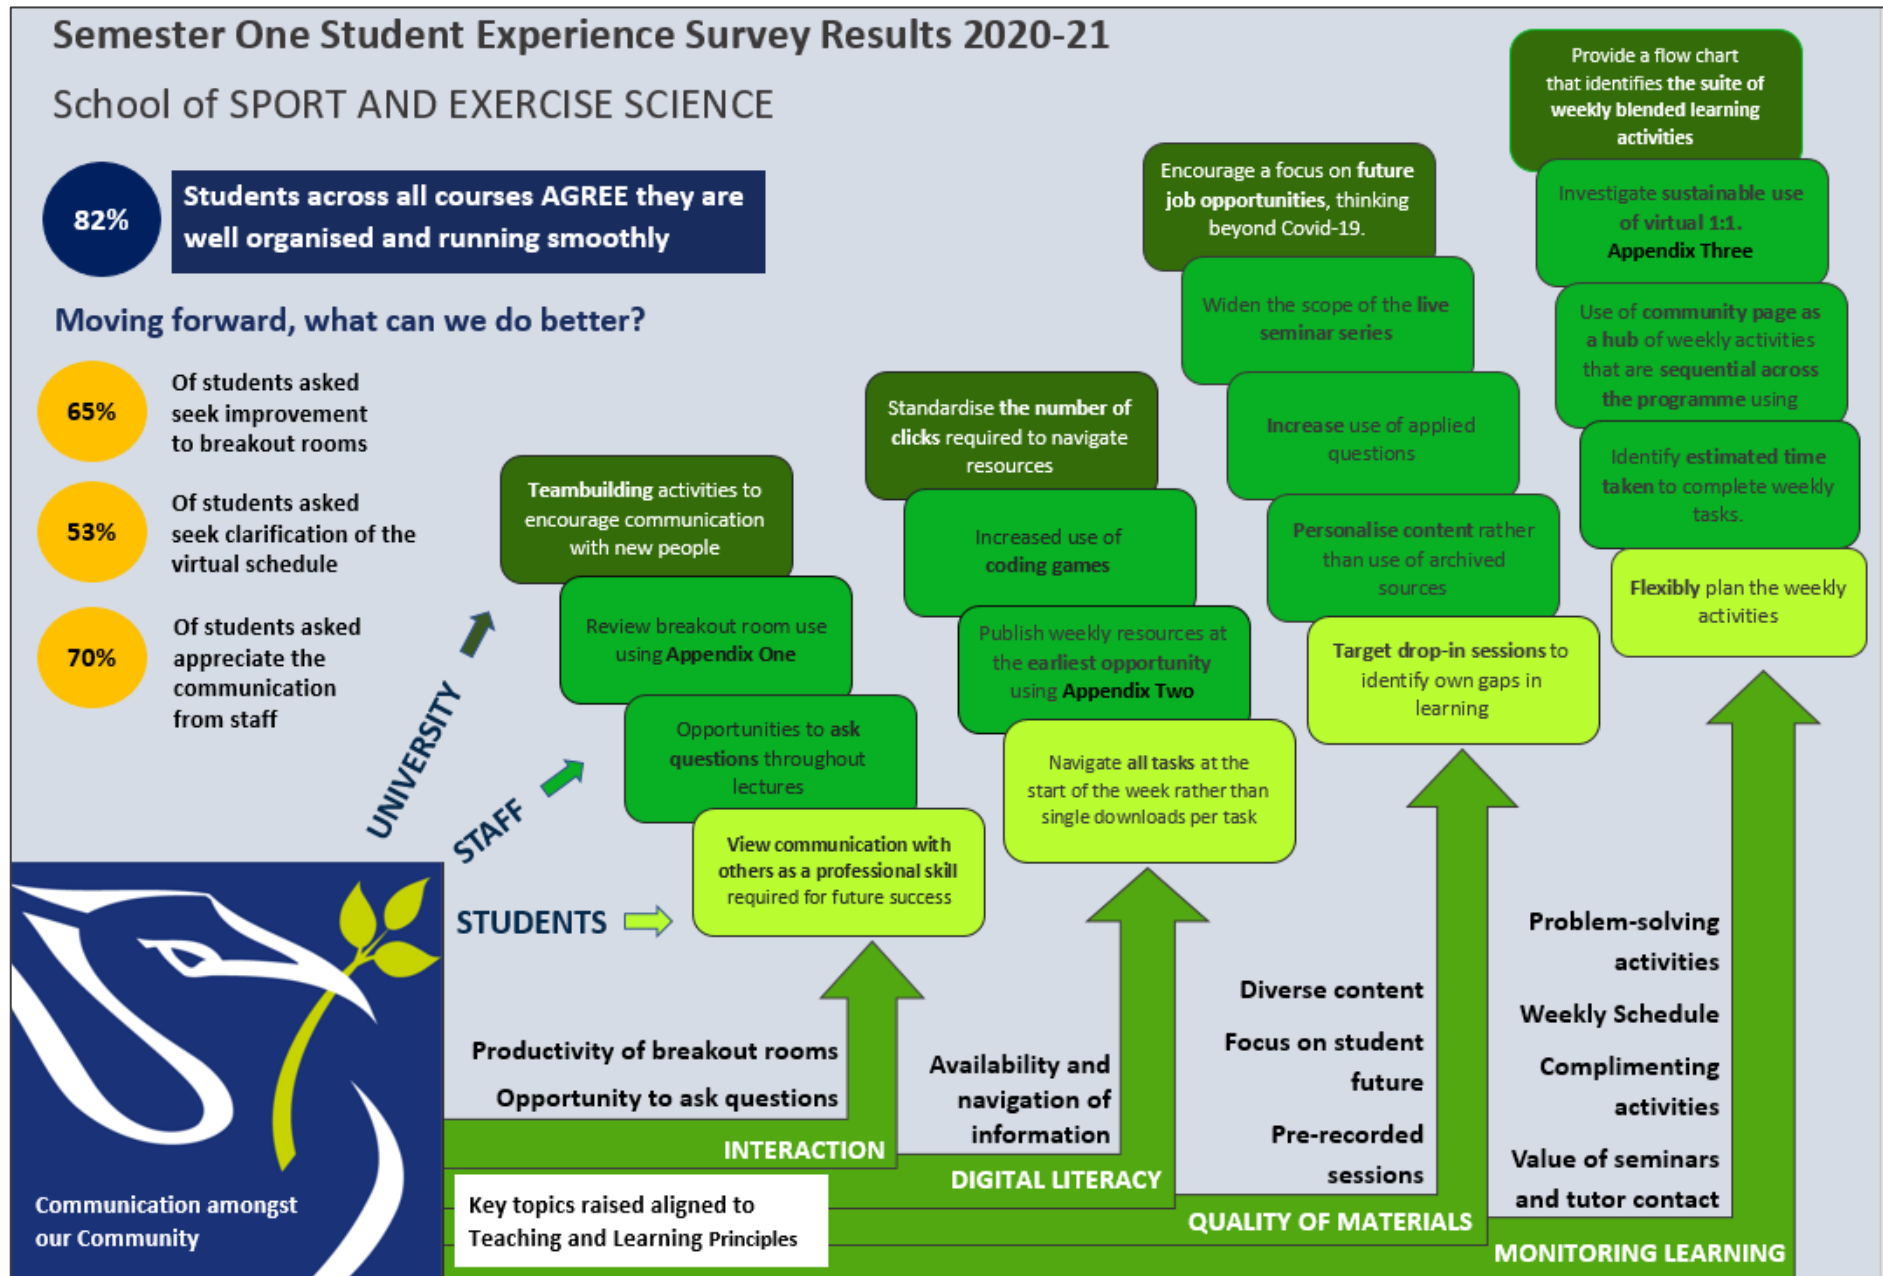 Semester One Student Experience Survey Results 2020-21
School of SPORT AND EXERCISE SCIENCE
82%
Students across all courses AGREE they are
well organised and running smoothly
Moving forward, what can we do better?
65%
Of students asked
seek improvement
to breakout rooms
53%
Of students asked
seek clarification of the
virtual schedule
70%
Of students asked
appreciate the
communication
from staff
UNIVERSITY
STAFF
STUDENTS
Teambuilding activities to
encourage communication
with new people
Review breakout room use
using Appendix One
Opportunities to ask
questions throughout
lectures
View communication with
others as a professional skill
required for future success
Standardise the number of
clicks required to navigate
resources
Increased use of
coding games
Publish weekly resources at
the earliest opportunity
using Appendix Two
Navigate all tasks at the
start of the week rather than
single downloads per task
Encourage a focus on future
job opportunities, thinking
beyond Covid-19.
Widen the scope of the live
seminar series
Increase use of applied
questions
Personalise content rather
than use of archived
sources
Target drop-in sessions to
identify own gaps in
learning
Provide a flow chart
that identifies the suite of
weekly blended learning
activities
Investigate sustainable use
of virtual 1:1.
Appendix Three
Use of community page as
a hub of weekly activities
that are sequential across
the programme using
Identify estimated time
taken to complete weekly
tasks.
Flexibly plan the weekly
activities
Productivity of breakout rooms
Opportunity to ask questions
INTERACTION
Availability and
navigation of
information
DIGITAL LITERACY
Diverse content
Focus on student
future
Pre-recorded
sessions
QUALITY OF MATERIALS
Problem-solving
activities
Weekly Schedule
Complimenting
activities
Value of seminars
and tutor contact
MONITORING LEARNING
Communication amongst
our Community
Key topics raised aligned to
Teaching and Learning Principles